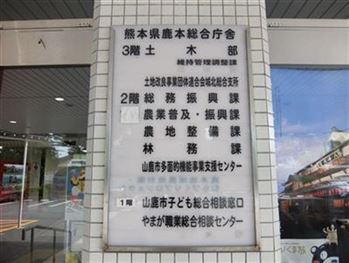 熊本県鹿本総合庁舎
3階 土木部
維持管理調整課
土地改良事業団体連合会城北総合支所
2階 総務振興課
農業普及・振興課
農地整備課
林務課
山鹿市多面的機能事業支援センター
1階 山鹿市子ども総合相談窓口
やまが職業総合相談センター